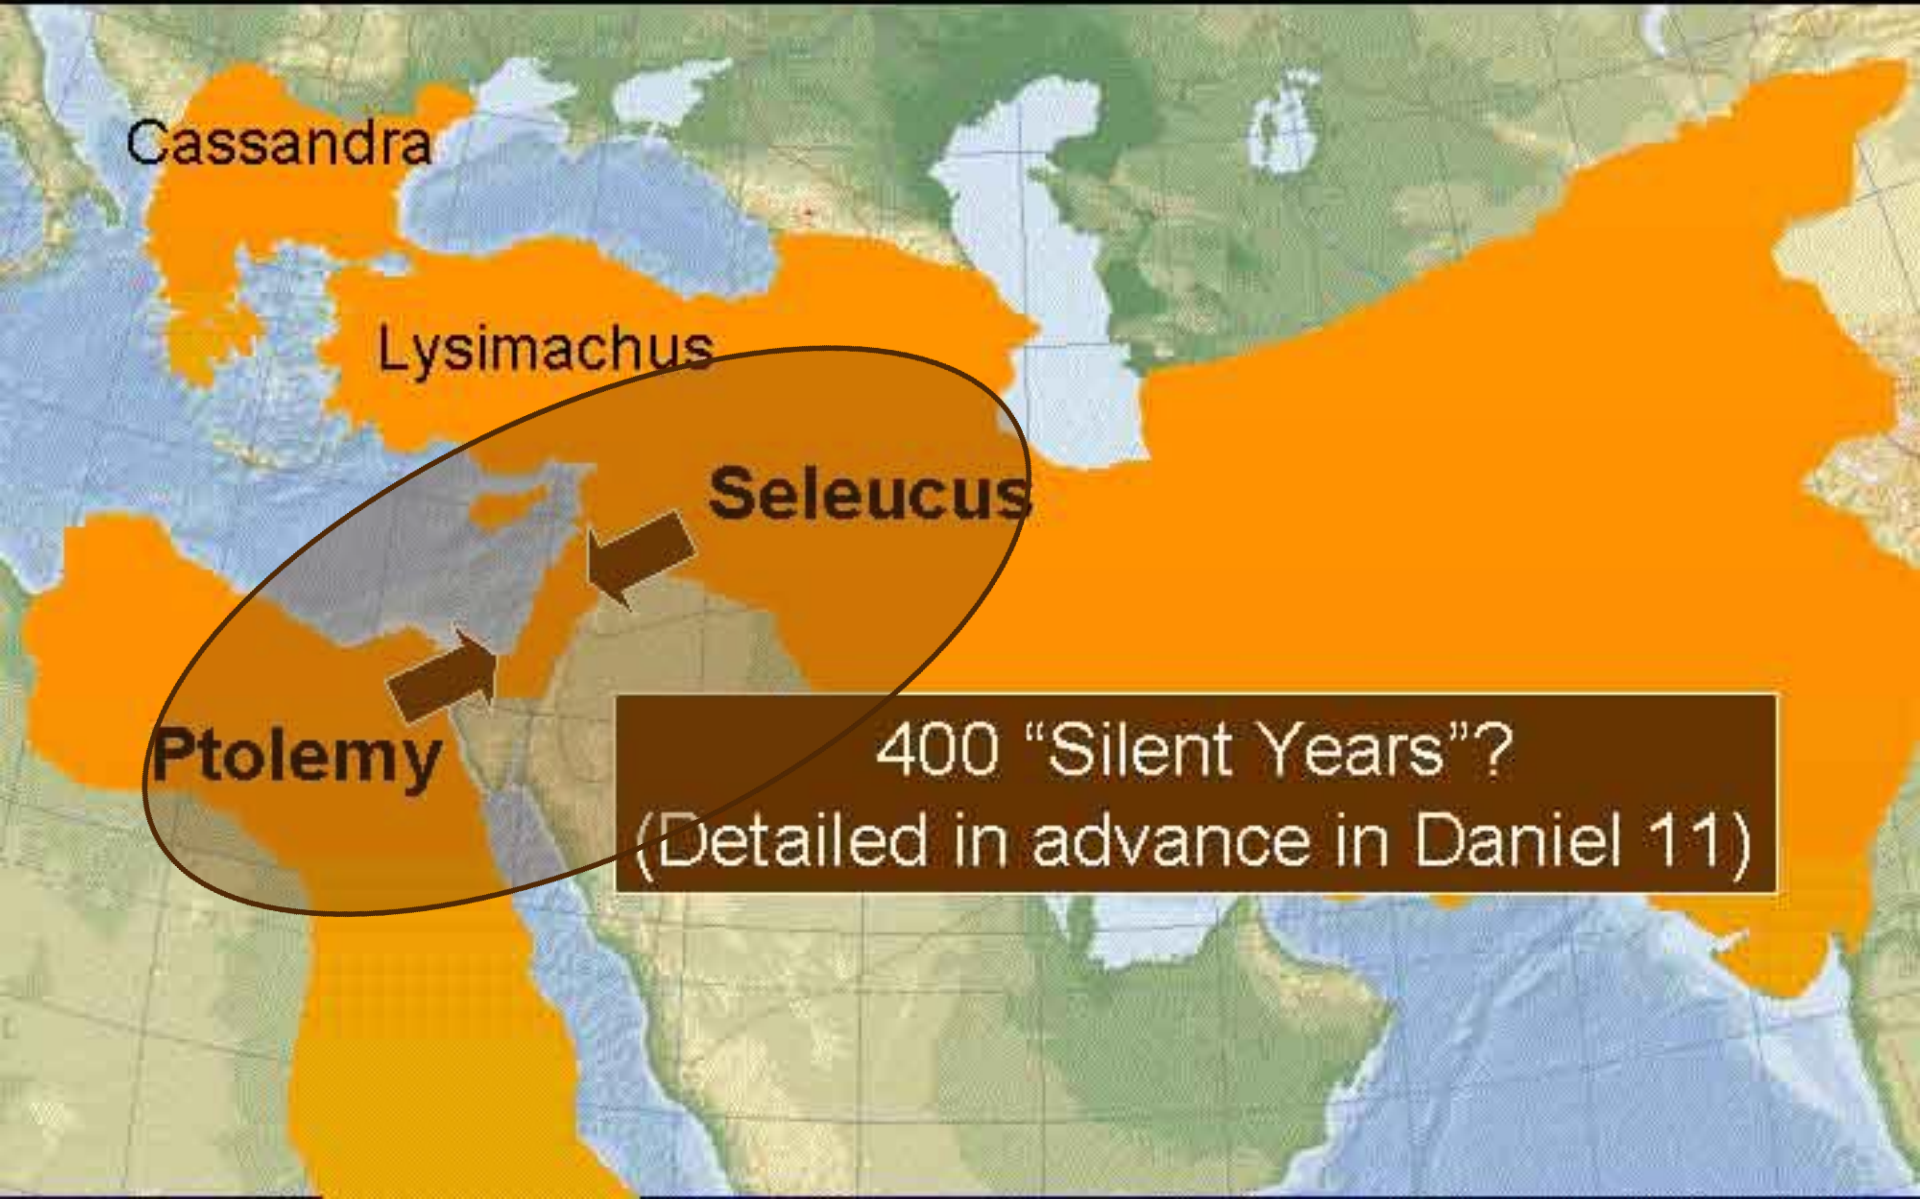 Cassandra
Lysimachus
Seleucus
Ptolemy
400 “Silent Years”?
(Detailed in advance in Daniel 11)